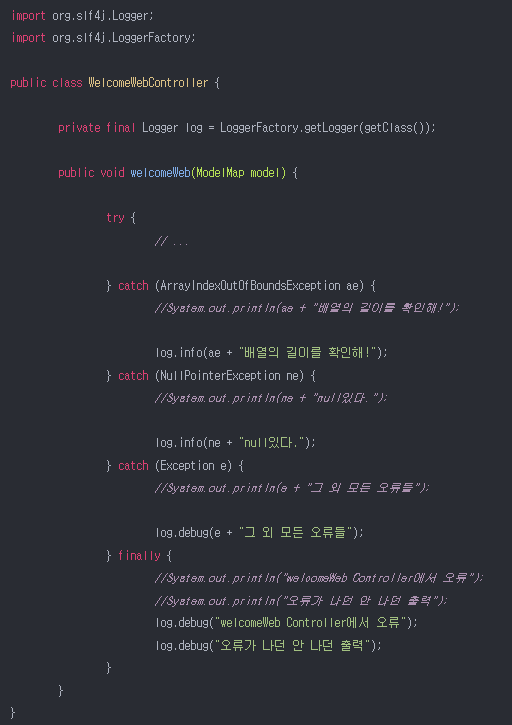 import org.slf4j.Logger;
import org.slf4j.LoggerFactory;
public class WelcomeWebController {
private final Logger log = LoggerFactory.getLogger(getClass());
public void welcomeWeb(ModelMap model) {
try {
// ...
} catch (ArrayIndexOutOfBoundsException ae) {
//System.out.println(ae + "배열의 길이를 확인해!");
log.info(ae + "배열의 길이를 확인해!");
} catch (NullPointerException ne) {
//System.out.println(ne + "null있다.");
log.info(ne + "null있다.");
} catch (Exception e) {
//System.out.println(e + "그 외 모든 오류들");
log.debug(e + "그 외 모든 오류들");
} finally {
//System.out.println("welcomeWeb Controller에서 오류");
//System.out.println("오류가 나던 안 나던 출력");
log.debug("welcomeWeb Controller에서 오류");
log.debug("오류가 나던 안 나던 출력");
}
}
}